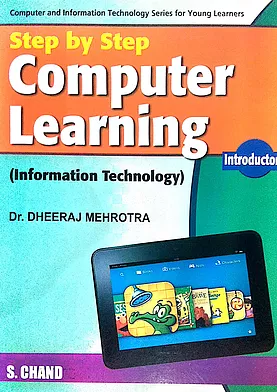 Computer and Information Technology Series for Young Learners
Step by Step
Computer
Learning
Introductor
(Information Technology)
Dr. DHEERAJ MEHROTRA
S. CHAND